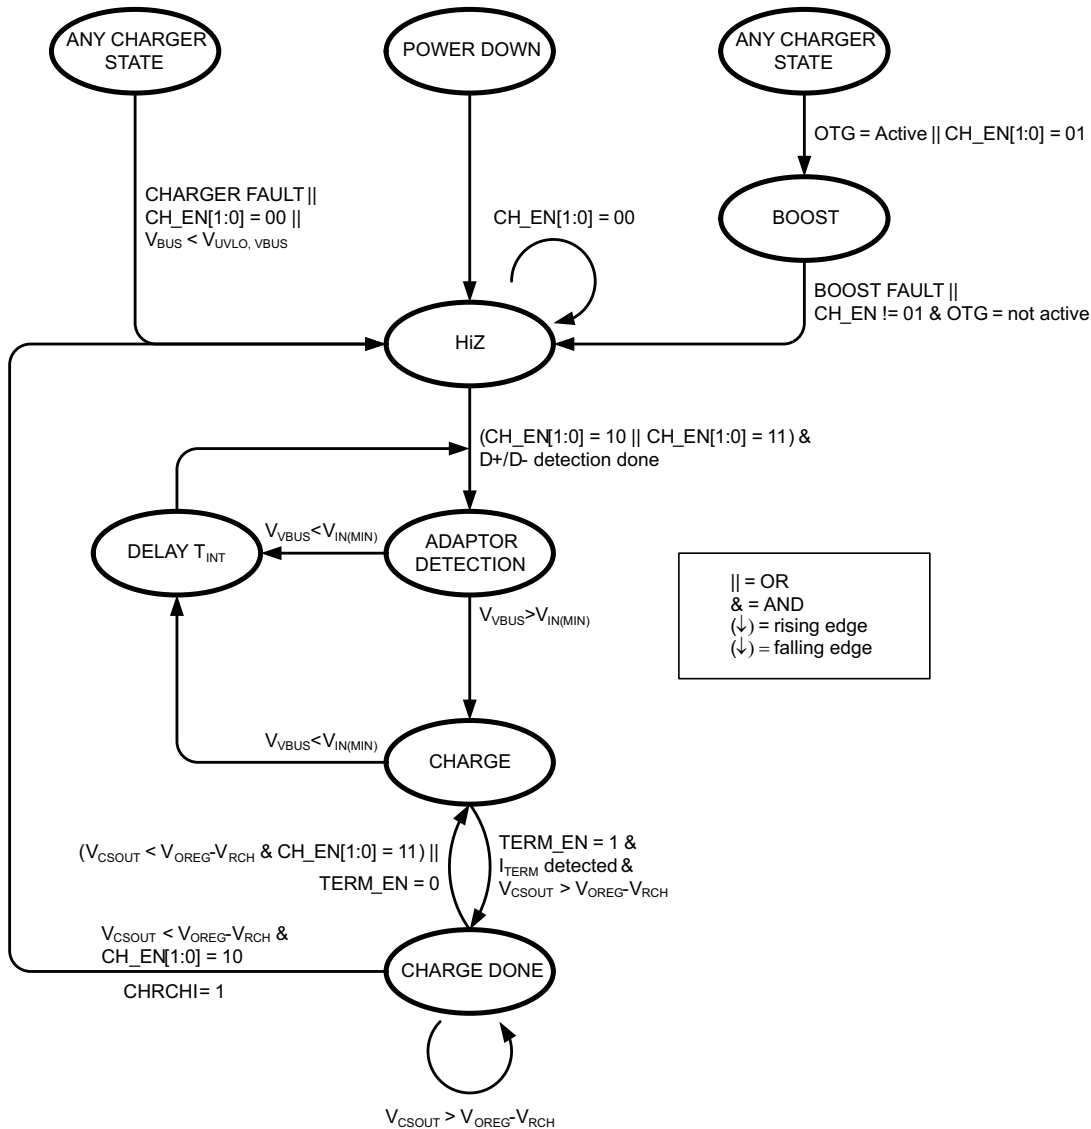 ANY CHARGER
STATE
POWER DOWN
ANY CHARGER
STATE
OTG = Active || CH_EN[1:0] = 01
CHARGER FAULT ||
CH_EN[1:0] = 00 ||
VBUS < VUVLO, VBUS
CH_EN[1:0] = 00
BOOST
BOOST FAULT ||
CH_EN != 01 & OTG = not active
HiZ
(CH_EN[1:0] = 10 || CH_EN[1:0] = 11) &
D+/D- detection done
DELAY TINT
VVBUS<VIN(MIN)
ADAPTOR
DETECTION
VVBUS>VIN(MIN)
|| = OR
& = AND
(↓) = rising edge
(↓) = falling edge
VVBUS<VIN(MIN)
CHARGE
(VCSOUT < VOREG-VRCH & CH_EN[1:0] = 11) ||
TERM_EN = 0
TERM_EN = 1 &
ITERM detected &
VCSOUT > VOREG-VRCH
VCSOUT < VOREG-VRCH &
CH_EN[1:0] = 10
CHRCHI= 1
CHARGE DONE
VCSOUT > VOREG-VRCH